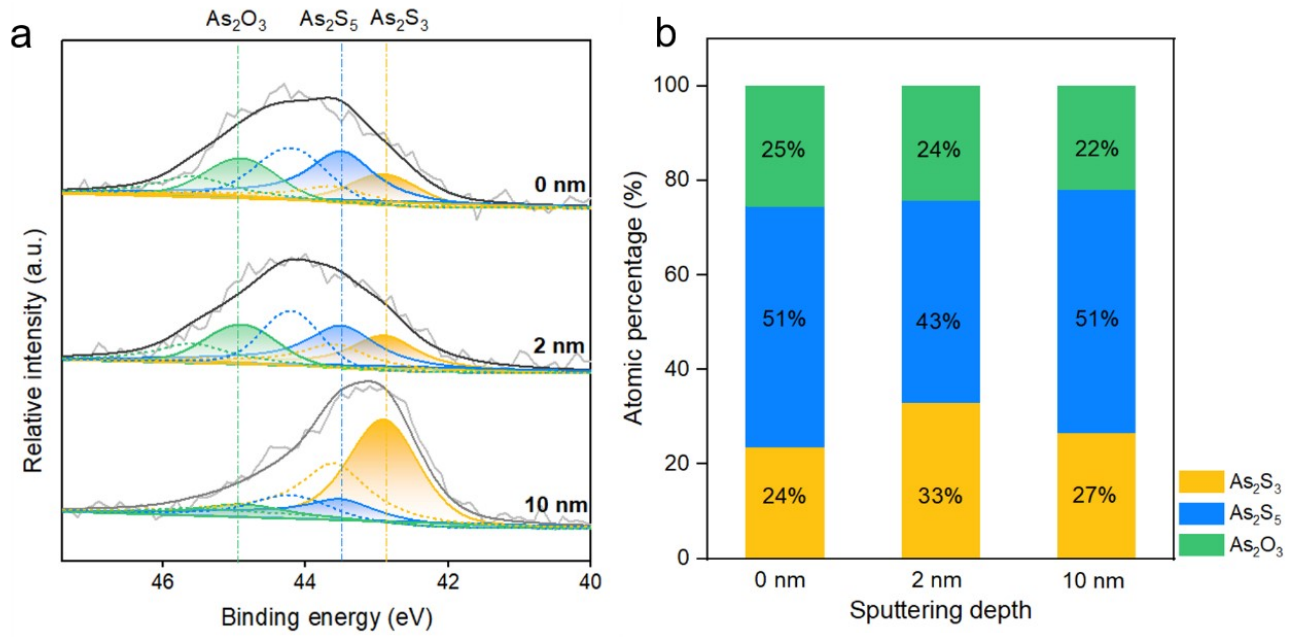 a
As₂O₃ As₂S₅ As₂S₃
0 nm
2 nm
10 nm
Relative intensity (a.u.)
46 44 42 40
Binding energy (eV)
b
100
80
60
40
20
0
Atomic percentage (%)
25% 24% 22%
51% 43% 51%
24% 33% 27%
0 nm 2 nm 10 nm
Sputtering depth
As₂S₃
As₂S₅
As₂O₃